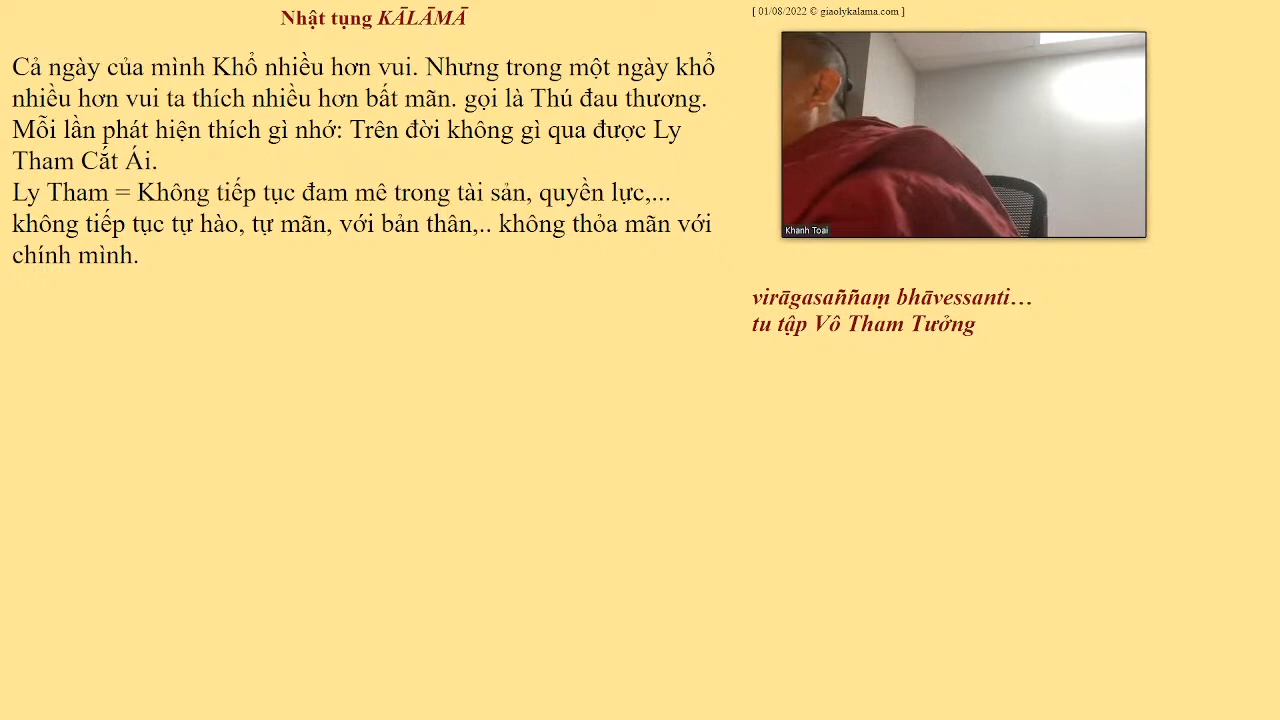 Nhật tụng KĀLĀMĀ
Cả ngày của mình Khổ nhiều hơn vui. Nhưng trong một ngày khổ
nhiều hơn vui ta thích nhiều hơn bất mãn. gọi là Thú đau thương.
Mỗi lần phát hiện thích gì nhớ: Trên đời không gì qua được Ly
Tham Cắt Ái.
Ly Tham = Không tiếp tục đam mê trong tài sản, quyền lực,...
không tiếp tục tự hào, tự mãn, với bản thân,.. không thỏa mãn với
chính mình.
[ 01/08/2022 © giaolykalama.com ]
Khanh Toai
virāgasaññaṃ bhāvessanti…
tu tập Vô Tham Tưởng